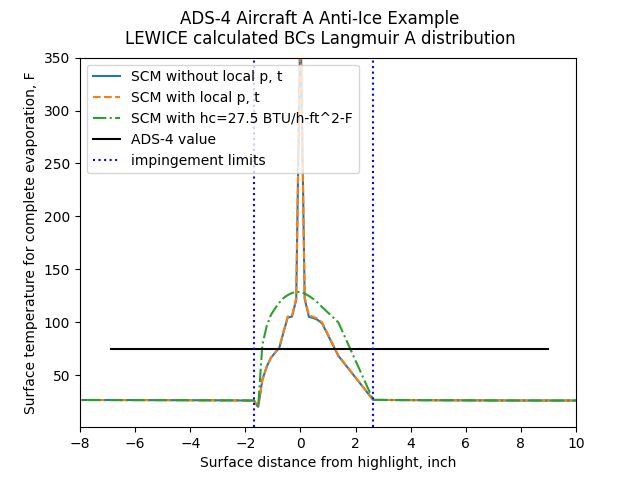 ADS-4 Aircraft A Anti-Ice Example
LEWICE calculated BCs Langmuir A distribution
SCM without local p, t
SCM with local p, t
SCM with hc=27.5 BTU/h-ft^2-F
ADS-4 value
impingement limits
Surface temperature for complete evaporation, F
350
300
250
200
150
100
50
−8
−6
−4
−2
0
2
4
6
8
10
Surface distance from highlight, inch